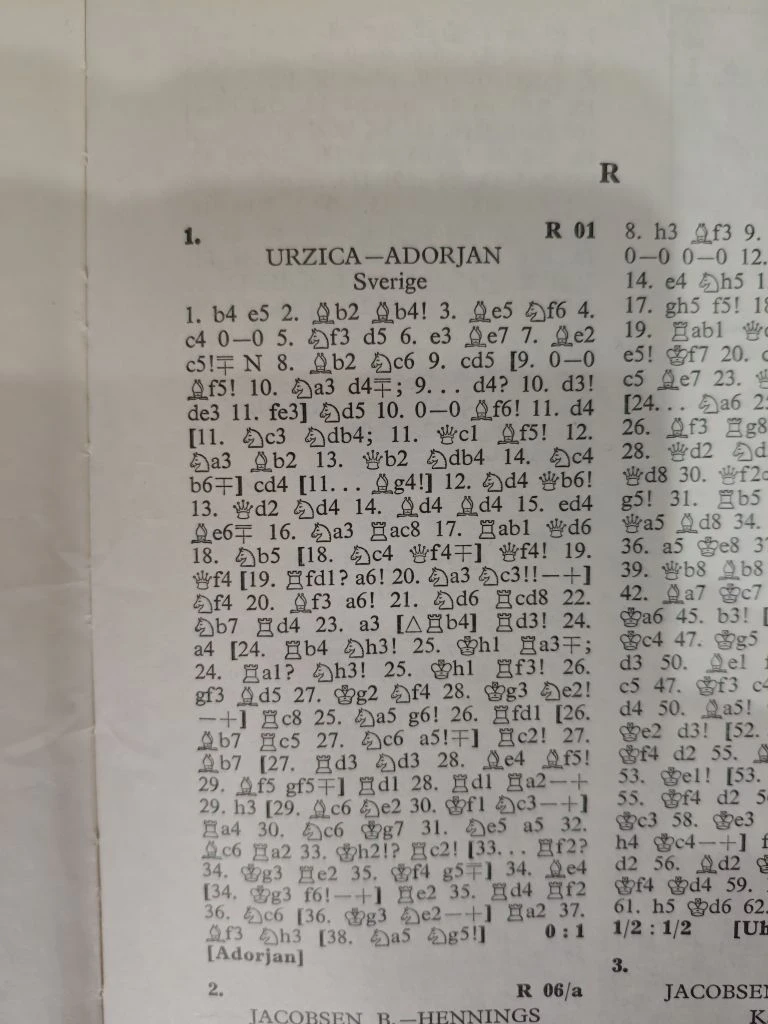 R
1. R 01
URZICA—ADORJAN
Sverige
1. b4 e5 2. ♗b2 ♗b4! 3. ♗e5 ♘f6 4.
c4 0—0 5. ♘f3 d5 6. e3 ♗e7 7. ♗e2
c5!∓ N 8. ♗b2 ♘c6 9. cd5 [9. 0—0
♗f5! 10. ♘a3 d4∓; 9... d4? 10. d3!
de3 11. fe3] ♘d5 10. 0—0 ♗f6! 11. d4
[11. ♘c3 ♘db4; 11. ♕c1 ♗f5! 12.
♘a3 ♗b2 13. ♕b2 ♘db4 14. ♘c4
b6∓] cd4 [11... ♗g4!] 12. ♘d4 ♕b6!
13. ♕d2 ♘d4 14. ♗d4 ♗d4 15. ed4
♗e6∓ 16. ♘a3 ♖ac8 17. ♖ab1 ♕d6
18. ♘b5 [18. ♘c4 ♕f4∓] ♕f4! 19.
♕f4 [19. ♖fd1? a6! 20. ♘a3 ♘c3!!—+]
♘f4 20. ♗f3 a6! 21. ♘d6 ♖cd8 22.
♘b7 ♖d4 23. a3 [△♖b4] ♖d3! 24.
a4 [24. ♖b4 ♘h3! 25. ♔h1 ♖a3∓;
24. ♖a1? ♘h3! 25. ♔h1 ♖f3! 26.
gf3 ♗d5 27. ♔g2 ♘f4 28. ♔g3 ♘e2!
—+] ♖c8 25. ♘a5 g6! 26. ♖fd1 [26.
♗b7 ♖c5 27. ♘c6 a5!∓] ♖c2! 27.
♗b7 [27. ♖d3 ♘d3 28. ♗e4 ♗f5!
29. ♗f5 gf5∓] ♖d1 28. ♖d1 ♖a2—+
29. h3 [29. ♗c6 ♘e2 30. ♔f1 ♘c3—+]
♖a4 30. ♘c6 ♔g7 31. ♘e5 a5 32.
♗c6 ♖a2 33. ♔h2!? ♖c2! [33... ♖f2?
34. ♔g3 ♖e2 35. ♔f4 g5∓] 34. ♗e4
[34. ♔g3 f6!—+] ♖e2 35. ♖d4 ♖f2
36. ♘c6 [36. ♔g3 ♘e2—+] ♖a2 37.
♗f3 ♘h3 [38. ♘a5 ♘g5!] 0 : 1
[Adorjan]
2. R 06/a
JACOBSEN B.—HENNINGS
8. h3 ♗f3 9.
0—0 0—0 12.
14. e4 ♘h5
17. gh5 f5!
19. ♖ab1
e5! ♔f7 20.
c5 ♗e7 23.
[24... ♘a6
26. ♗f3 ♖g8
28. ♕d2
♕d8 30. ♕f2
g5! 31. ♖b5
♕a5 ♗d8 34.
36. a5 ♔e8
39. ♕b8 ♗b8
42. ♗a7 ♔c7
♔a6 45. b3! [
♔c4 47. ♔g5
d3 50. ♗e1
c5 47. ♔f3
d4 50. ♗a5!
♔e2 d3! [52.
♔f4 d2 55.
53. ♔e1! [53.
55. ♔f4 d2
♔c3 58. ♔e3
h4 ♔c4—+]
d2 56. ♗d2
♔f4 ♔d4 59.
61. h5 ♔d6 62.
1/2 : 1/2
3.
JACOBSEN